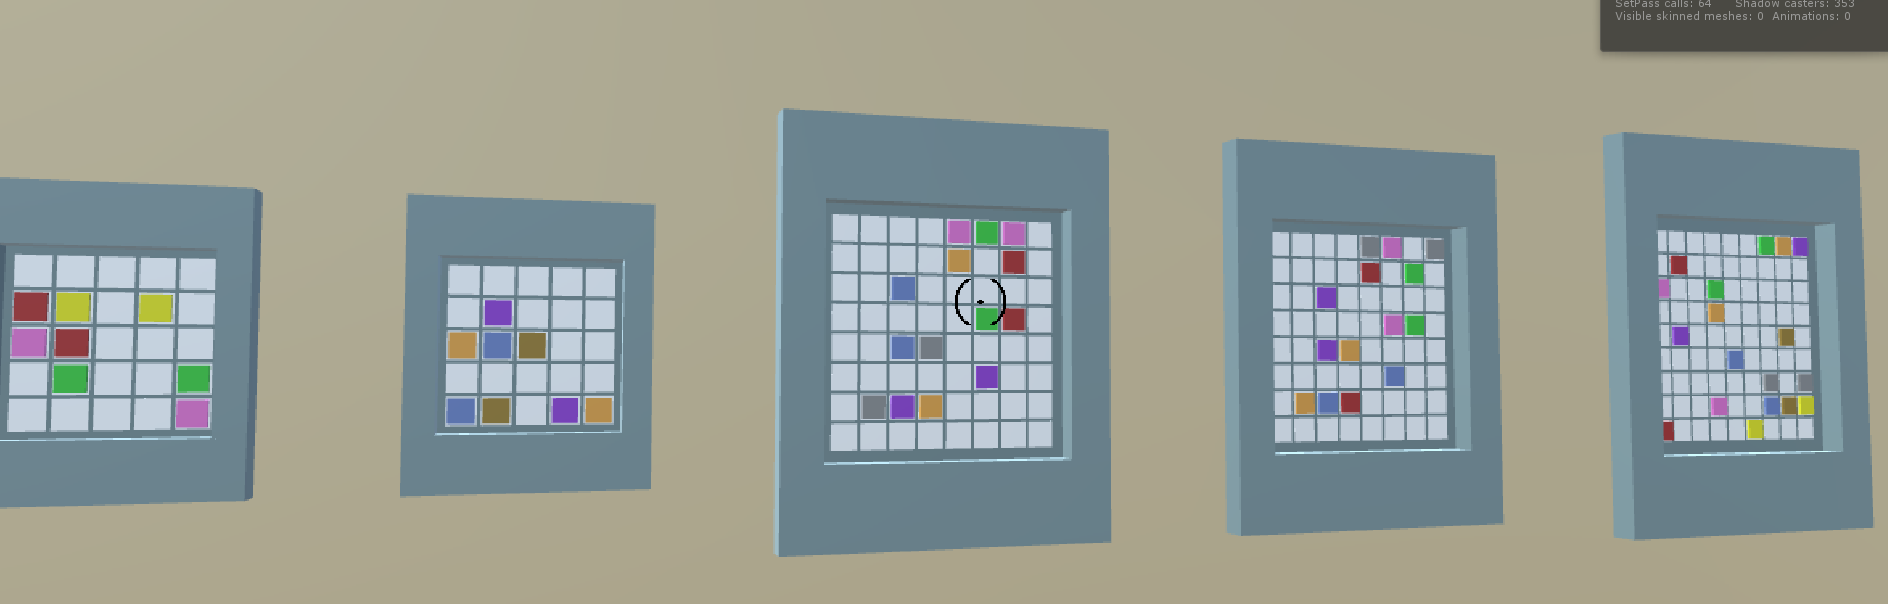 SetPass calls: 64 Shadow casters: 353
Visible skinned meshes: 0 Animations: 0